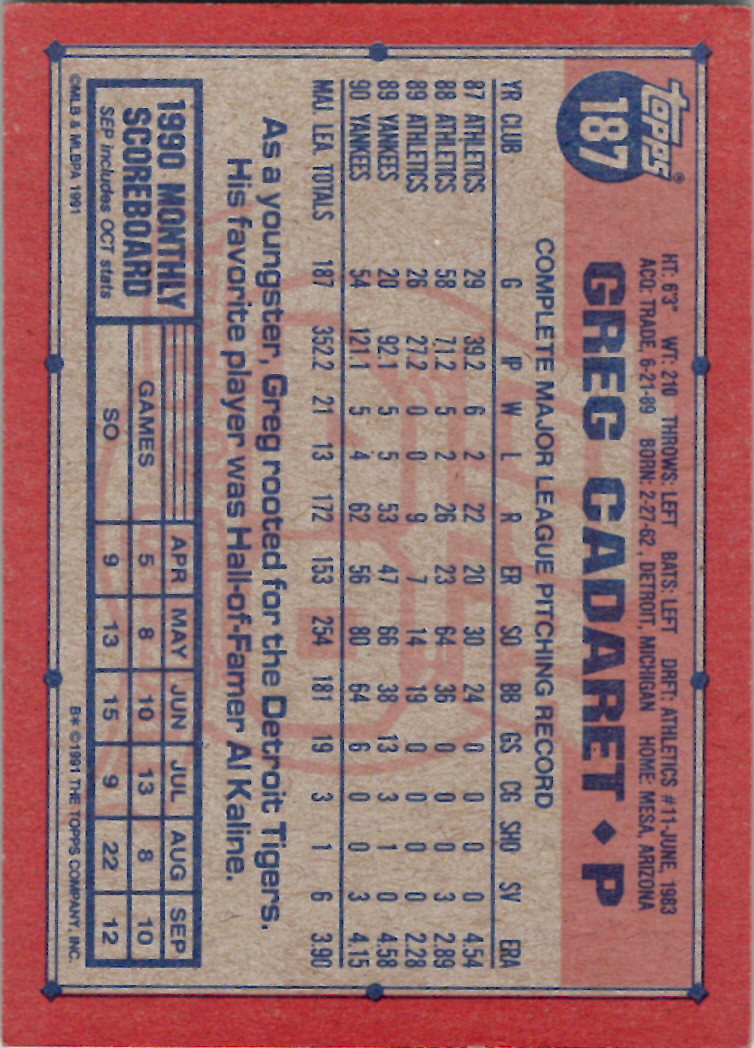 topps®
187
HT: 6'3" WT: 210 THROWS: LEFT BATS: LEFT DRFT: ATHLETICS #11-JUNE, 1983
ACQ: TRADE, 6-21-89 BORN: 2-27-62, DETROIT, MICHIGAN HOME: MESA, ARIZONA
GREG CADARET ♦ P
COMPLETE MAJOR LEAGUE PITCHING RECORD
YR CLUB G IP W L R ER SO BB GS CG SHO SV ERA
87 ATHLETICS 29 39.2 6 2 22 20 30 24 0 0 0 0 4.54
88 ATHLETICS 58 71.2 5 2 26 23 64 36 0 0 0 3 2.89
89 ATHLETICS 26 27.2 0 0 9 7 14 19 0 0 0 0 2.28
89 YANKEES 20 92.1 5 5 53 47 66 38 13 3 1 0 4.58
90 YANKEES 54 121.1 5 4 62 56 80 64 6 0 0 3 4.15
MAJ. LEA. TOTALS 187 352.2 21 13 172 153 254 181 19 3 1 6 3.90
As a youngster, Greg rooted for the Detroit Tigers.
His favorite player was Hall-of-Famer Al Kaline.
1990 MONTHLY
SCOREBOARD
SEP includes OCT stats
APR MAY JUN JUL AUG SEP
GAMES 5 8 10 13 8 10
SO 9 13 15 9 22 12
©MLB & MLBPA 1991
B* ©1991 THE TOPPS COMPANY, INC.